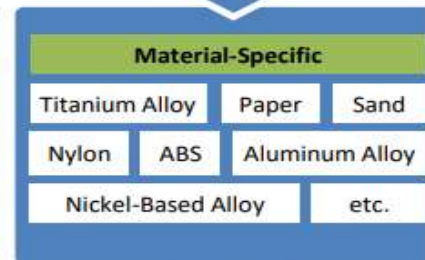 Material-Specific
Titanium Alloy Paper Sand
Nylon ABS Aluminum Alloy
Nickel-Based Alloy etc.